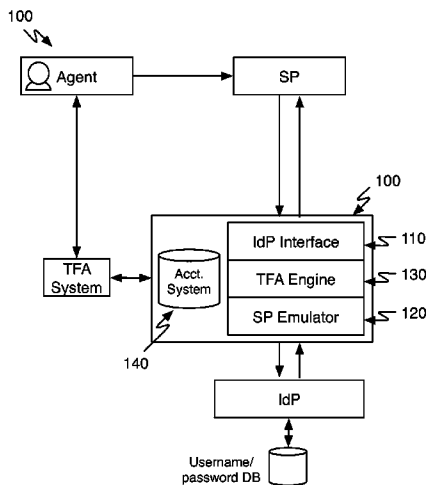 100
Agent
SP
100
IdP Interface
110
TFA Engine
130
SP Emulator
120
Acct.
System
TFA
System
140
IdP
Username/
password DB